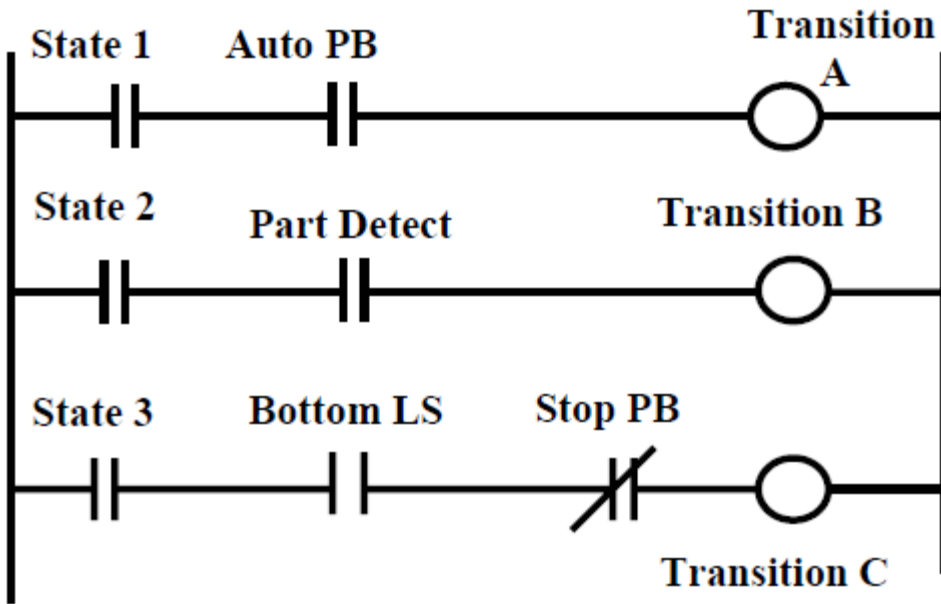 State 1
Auto PB
Transition
A
State 2
Part Detect
Transition B
State 3
Bottom LS
Stop PB
Transition C